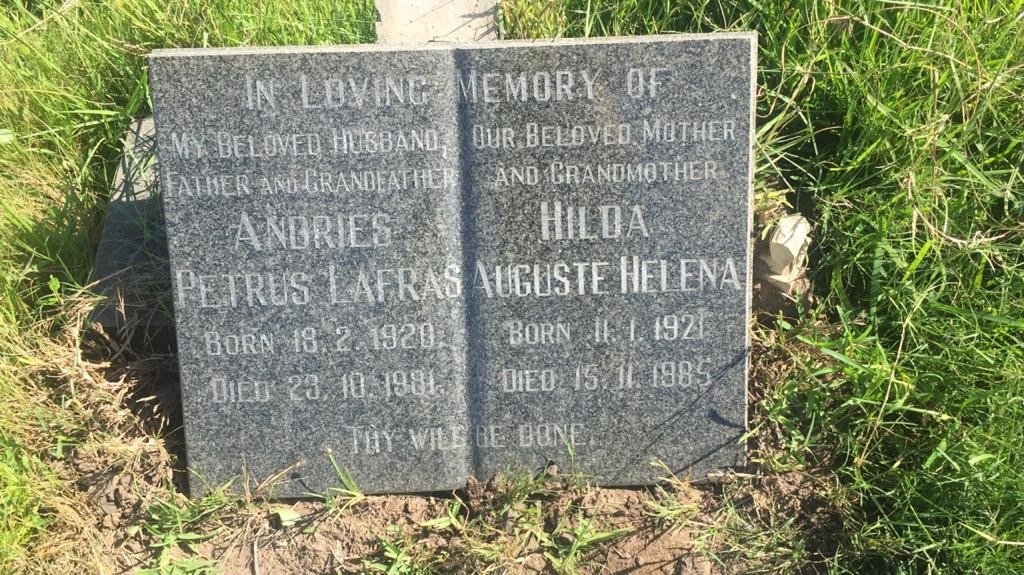 IN LOVING MEMORY OF
MY BELOVED HUSBAND,
FATHER AND GRANDFATHER
ANDRIES
PETRUS LAFRAS
BORN 18. 2. 1920.
DIED 23. 10. 1981.
OUR BELOVED MOTHER
AND GRANDMOTHER
HILDA
AUGUSTE HELENA
BORN 11. 1. 1921
DIED 15. 11. 1985
THY WILL BE DONE.